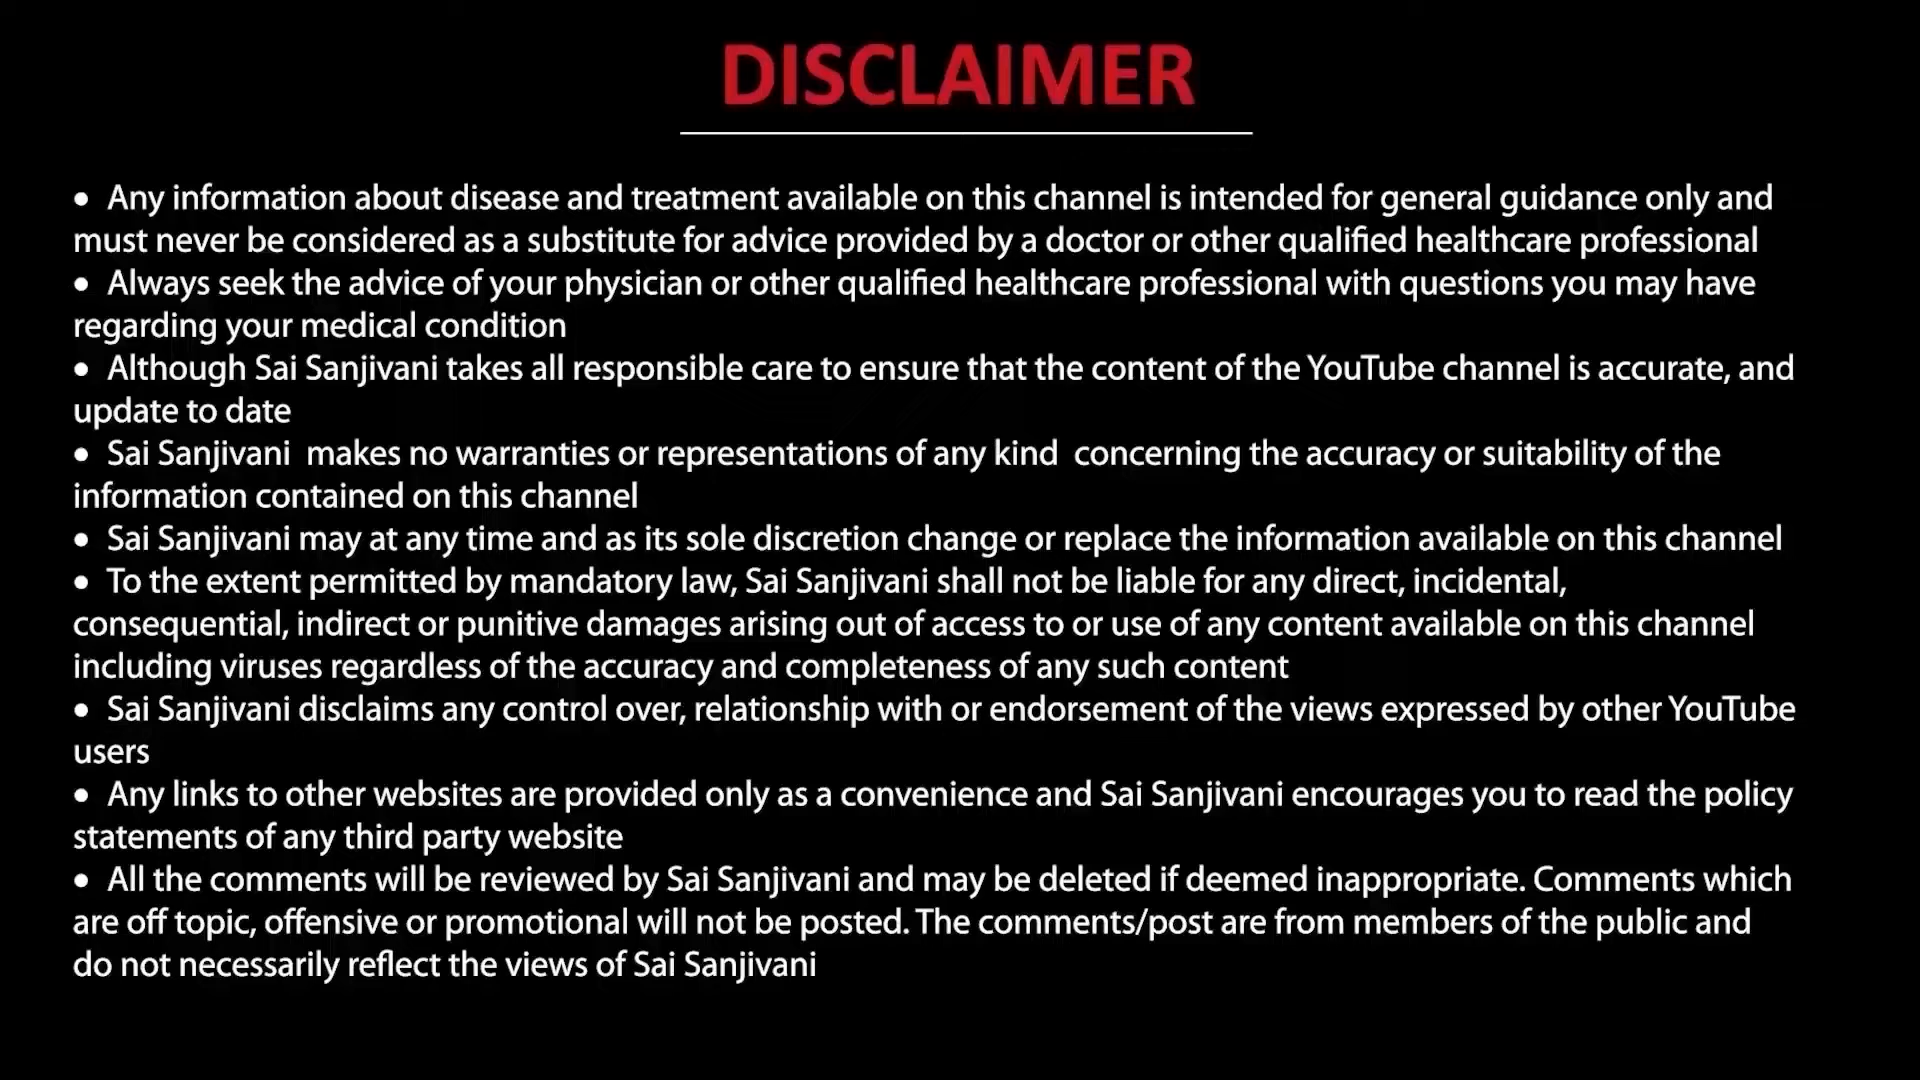 DISCLAIMER
• Any information about disease and treatment available on this channel is intended for general guidance only and
must never be considered as a substitute for advice provided by a doctor or other qualified healthcare professional
• Always seek the advice of your physician or other qualified healthcare professional with questions you may have
regarding your medical condition
• Although Sai Sanjivani takes all responsible care to ensure that the content of the YouTube channel is accurate, and
update to date
• Sai Sanjivani  makes no warranties or representations of any kind  concerning the accuracy or suitability of the
information contained on this channel
• Sai Sanjivani may at any time and as its sole discretion change or replace the information available on this channel
• To the extent permitted by mandatory law, Sai Sanjivani shall not be liable for any direct, incidental,
consequential, indirect or punitive damages arising out of access to or use of any content available on this channel
including viruses regardless of the accuracy and completeness of any such content
• Sai Sanjivani disclaims any control over, relationship with or endorsement of the views expressed by other YouTube
users
• Any links to other websites are provided only as a convenience and Sai Sanjivani encourages you to read the policy
statements of any third party website
• All the comments will be reviewed by Sai Sanjivani and may be deleted if deemed inappropriate. Comments which
are off topic, offensive or promotional will not be posted. The comments/post are from members of the public and
do not necessarily reflect the views of Sai Sanjivani